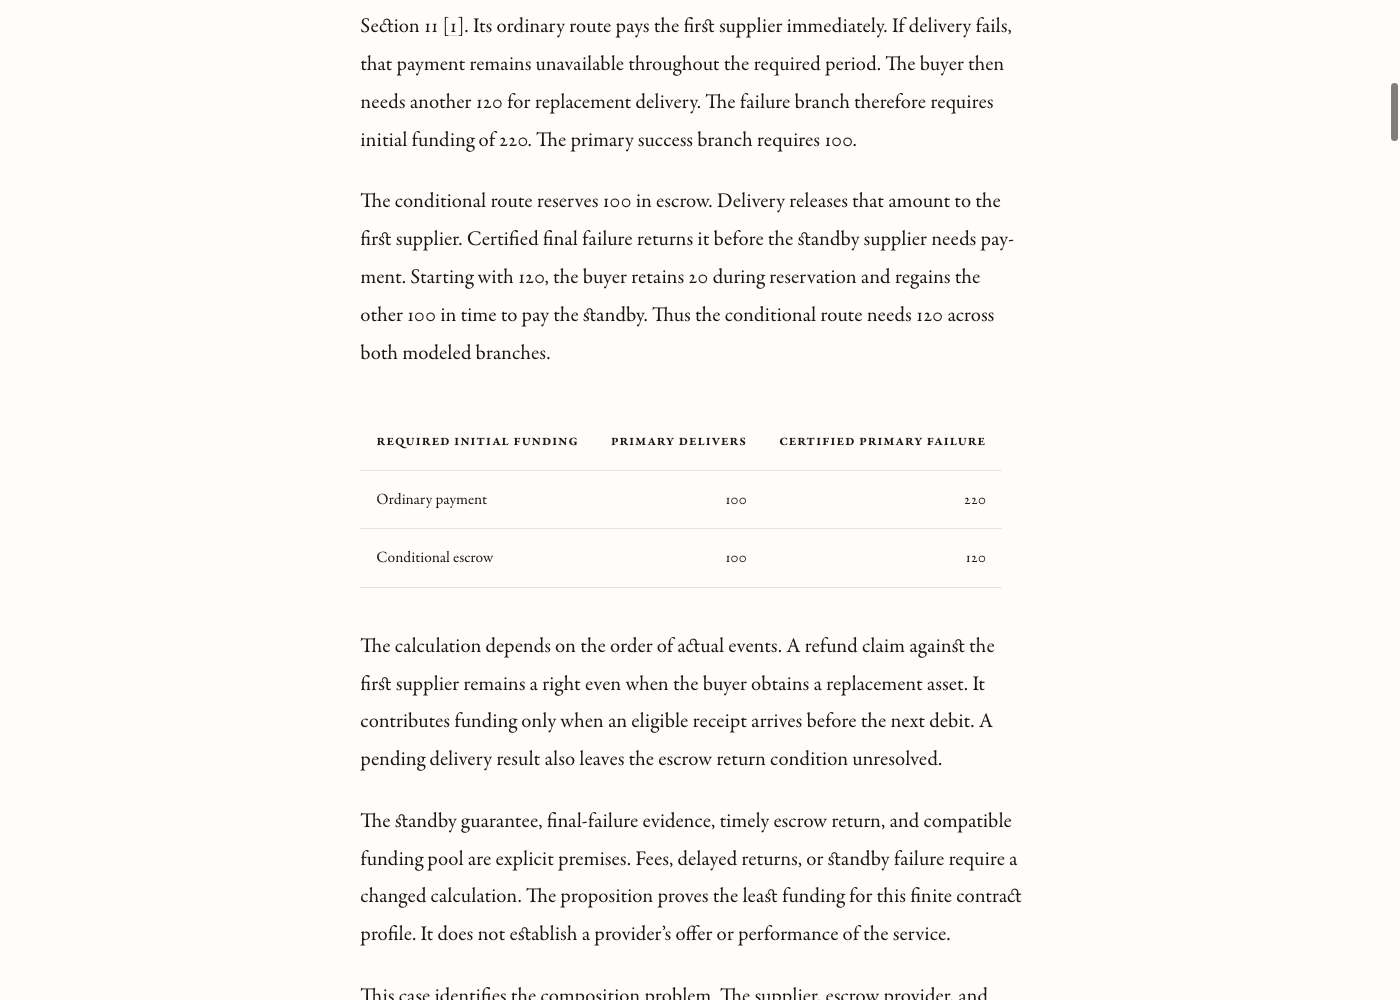 Section 11 [1]. Its ordinary route pays the first supplier immediately. If delivery fails,
that payment remains unavailable throughout the required period. The buyer then
needs another 120 for replacement delivery. The failure branch therefore requires
initial funding of 220. The primary success branch requires 100.
The conditional route reserves 100 in escrow. Delivery releases that amount to the
first supplier. Certified final failure returns it before the standby supplier needs pay-
ment. Starting with 120, the buyer retains 20 during reservation and regains the
other 100 in time to pay the standby. Thus the conditional route needs 120 across
both modeled branches.
REQUIRED INITIAL FUNDING PRIMARY DELIVERS CERTIFIED PRIMARY FAILURE
Ordinary payment 100 220
Conditional escrow 100 120
The calculation depends on the order of actual events. A refund claim against the
first supplier remains a right even when the buyer obtains a replacement asset. It
contributes funding only when an eligible receipt arrives before the next debit. A
pending delivery result also leaves the escrow return condition unresolved.
The standby guarantee, final-failure evidence, timely escrow return, and compatible
funding pool are explicit premises. Fees, delayed returns, or standby failure require a
changed calculation. The proposition proves the least funding for this finite contract
profile. It does not establish a provider’s offer or performance of the service.
This case identifies the composition problem. The supplier, escrow provider, and